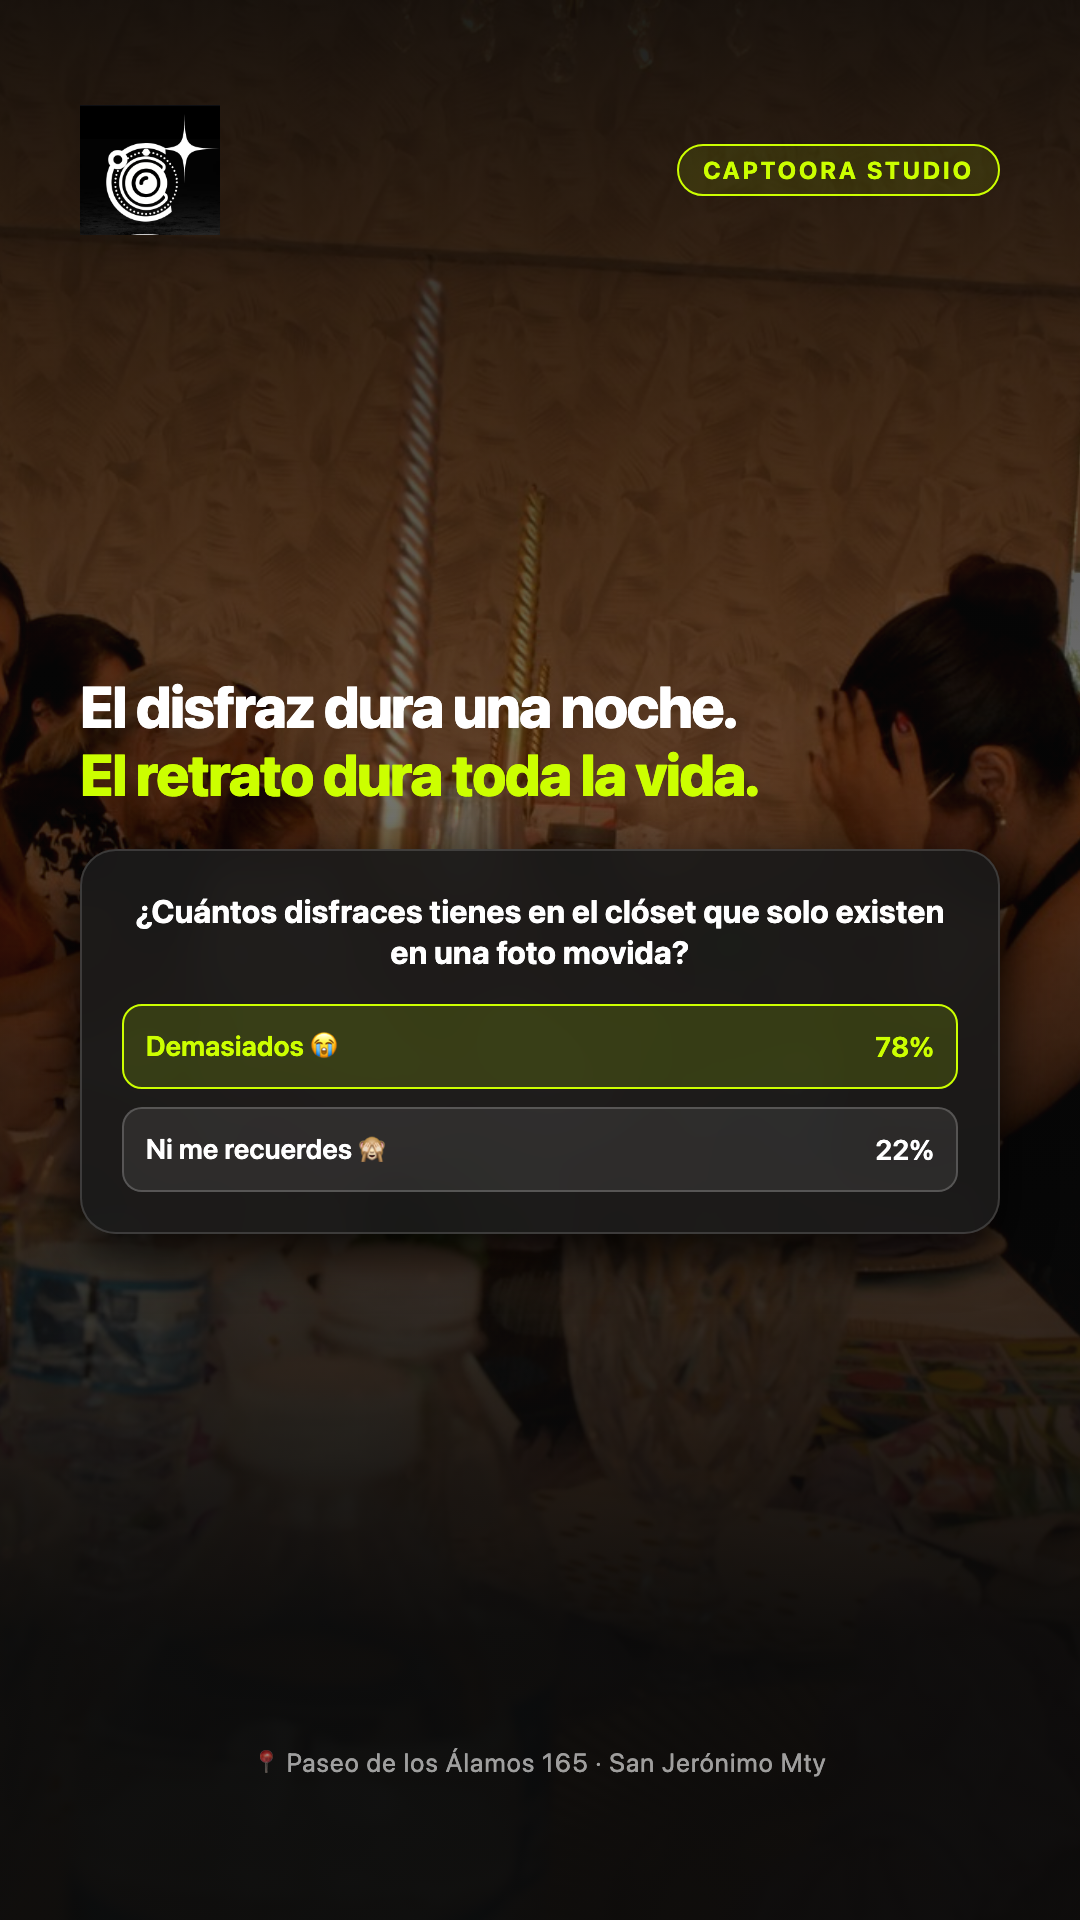 CAPTOORA STUDIO
El disfraz dura una noche.
El retrato dura toda la vida.
¿Cuántos disfraces tienes en el clóset que solo existen
en una foto movida?
Demasiados 😭 78%
Ni me recuerdes 🙈 22%
📍 Paseo de los Álamos 165 · San Jerónimo Mty